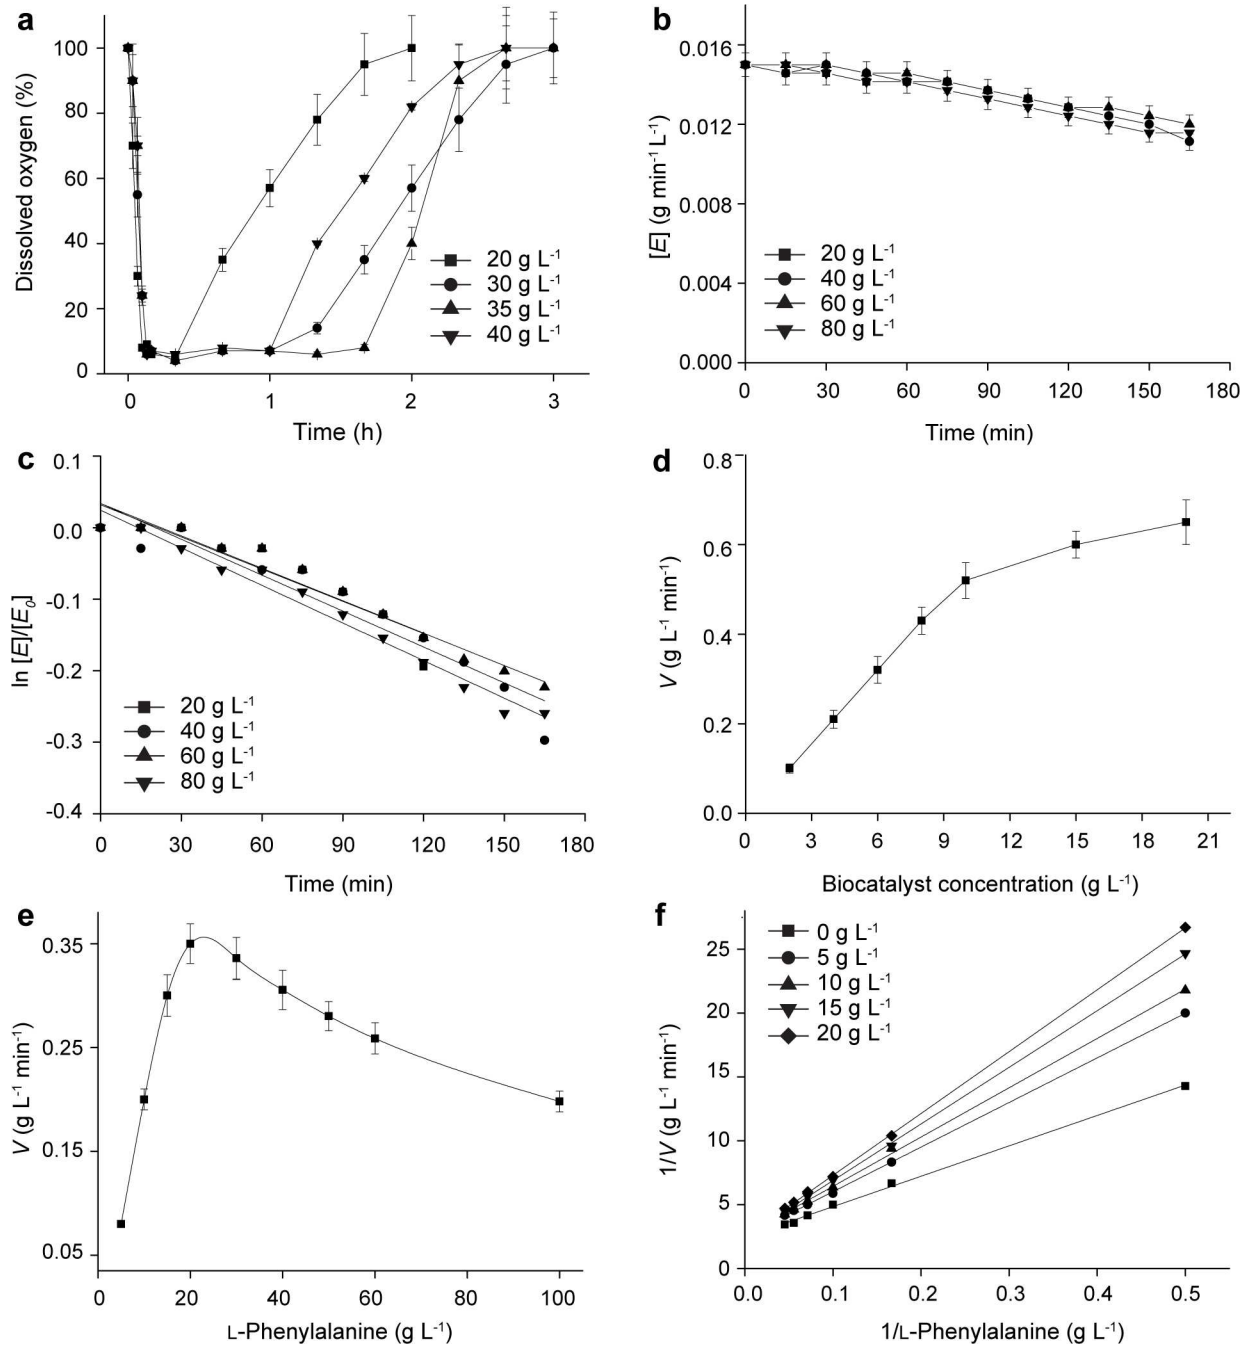 a
100
80
60
40
20
0
Dissolved oxygen (%)
20 g L⁻¹
30 g L⁻¹
35 g L⁻¹
40 g L⁻¹
0 1 2 3
Time (h)
b
0.016
0.012
0.008
0.004
0.000
[E] (g min⁻¹ L⁻¹)
20 g L⁻¹
40 g L⁻¹
60 g L⁻¹
80 g L⁻¹
0 30 60 90 120 150 180
Time (min)
c
0.1
0.0
-0.1
-0.2
-0.3
-0.4
ln [E]/[E₀]
20 g L⁻¹
40 g L⁻¹
60 g L⁻¹
80 g L⁻¹
0 30 60 90 120 150 180
Time (min)
d
0.8
0.6
0.4
0.2
0.0
V (g L⁻¹ min⁻¹)
0 3 6 9 12 15 18 21
Biocatalyst concentration (g L⁻¹)
e
0.35
0.25
0.15
0.05
V (g L⁻¹ min⁻¹)
0 20 40 60 80 100
L-Phenylalanine (g L⁻¹)
f
25
20
15
10
5
0
1/V (g L⁻¹ min⁻¹)
0 g L⁻¹
5 g L⁻¹
10 g L⁻¹
15 g L⁻¹
20 g L⁻¹
0.0 0.1 0.2 0.3 0.4 0.5
1/L-Phenylalanine (g L⁻¹)